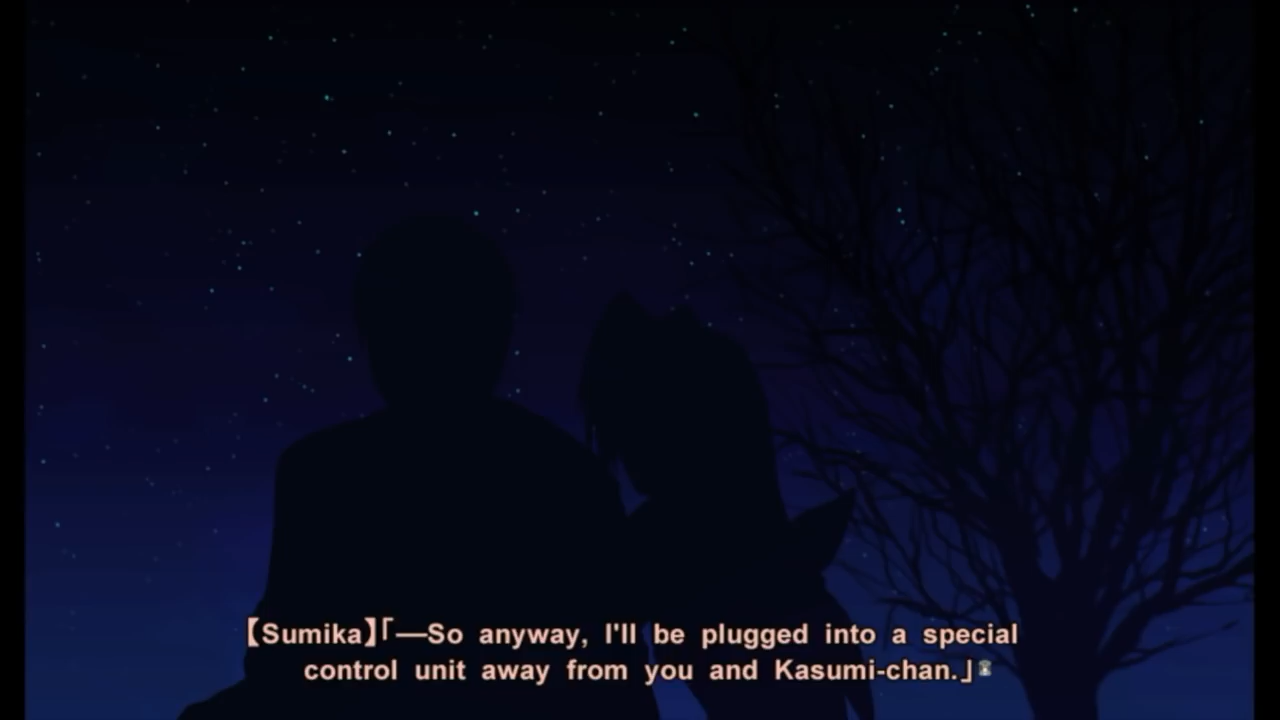 【Sumika】「—So anyway, I'll be plugged into a special
control unit away from you and Kasumi-chan.」